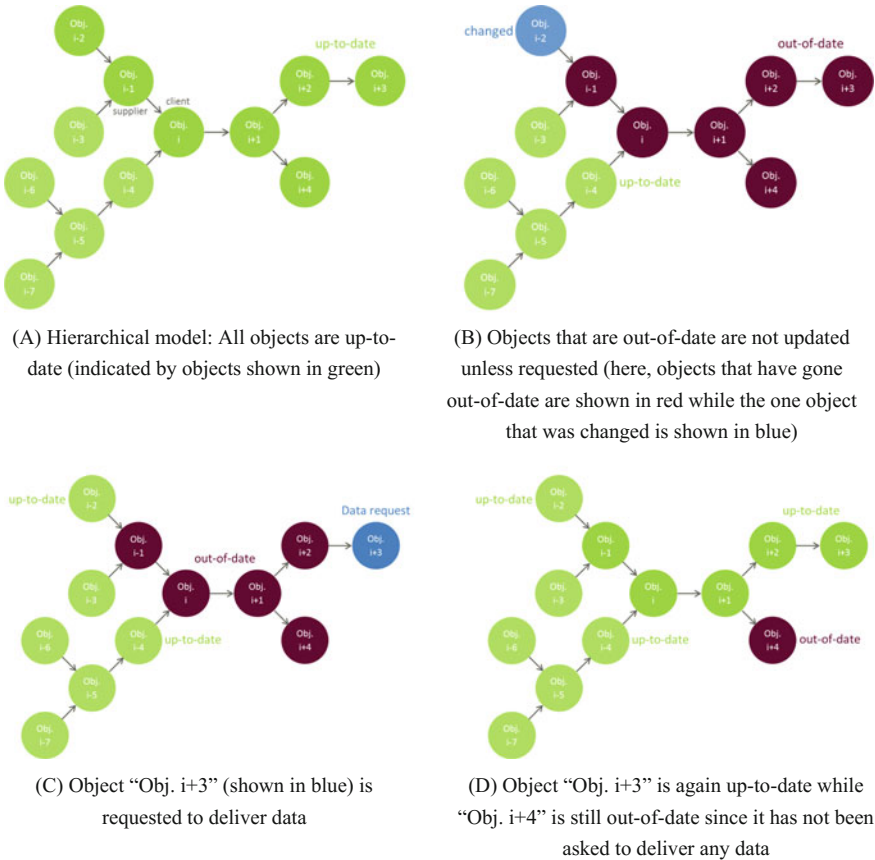 Obj.
i-2
up-to-date
Obj.
i-1
Obj.
i+2
Obj.
i+3
client
supplier
Obj.
i-3
Obj.
i
Obj.
i+1
Obj.
i-6
Obj.
i-4
Obj.
i+4
Obj.
i-5
Obj.
i-7
(A) Hierarchical model: All objects are up-to-
date (indicated by objects shown in green)
changed
Obj.
i-2
out-of-date
Obj.
i-1
Obj.
i+2
Obj.
i+3
Obj.
i-3
Obj.
i
Obj.
i+1
Obj.
i-6
Obj.
i-4
up-to-date
Obj.
i+4
Obj.
i-5
Obj.
i-7
(B) Objects that are out-of-date are not updated
unless requested (here, objects that have gone
out-of-date are shown in red while the one object
that was changed is shown in blue)
up-to-date
Obj.
i-2
Data request
Obj.
i-1
out-of-date
Obj.
i+2
Obj.
i+3
Obj.
i-3
Obj.
i
Obj.
i+1
Obj.
i-6
Obj.
i-4
up-to-date
Obj.
i+4
Obj.
i-5
Obj.
i-7
(C) Object “Obj. i+3” (shown in blue) is
requested to deliver data
up-to-date
Obj.
i-2
up-to-date
Obj.
i-1
Obj.
i+2
Obj.
i+3
Obj.
i-3
Obj.
i
Obj.
i+1
Obj.
i-6
Obj.
i-4
up-to-date
Obj.
i+4
out-of-date
Obj.
i-5
Obj.
i-7
(D) Object “Obj. i+3” is again up-to-date while
“Obj. i+4” is still out-of-date since it has not been
asked to deliver any data